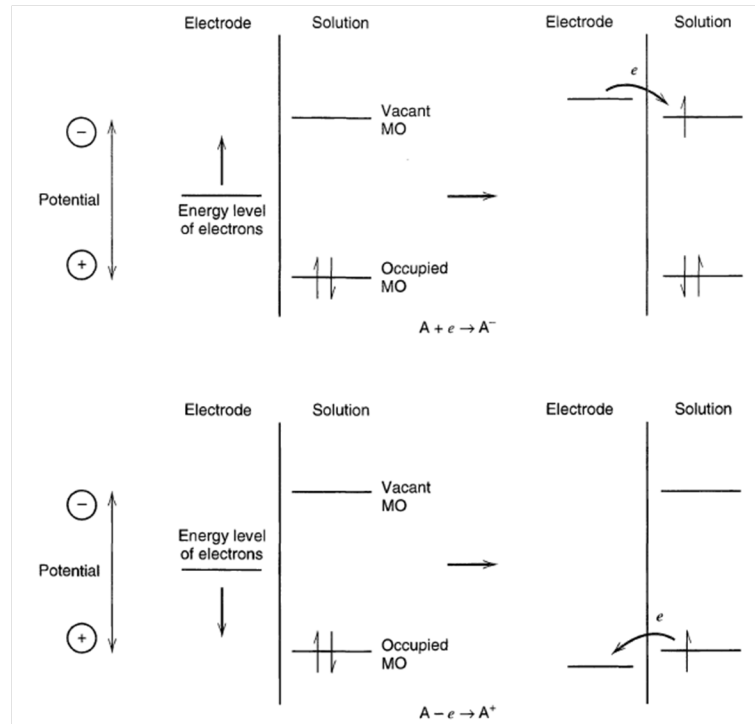 Electrode Solution Electrode Solution
e
Vacant
MO
−
Potential
Energy level
of electrons
+
Occupied
MO
A + e → A⁻
Electrode Solution Electrode Solution
Vacant
MO
−
Energy level
of electrons
Potential
e
+
Occupied
MO
A − e → A⁺